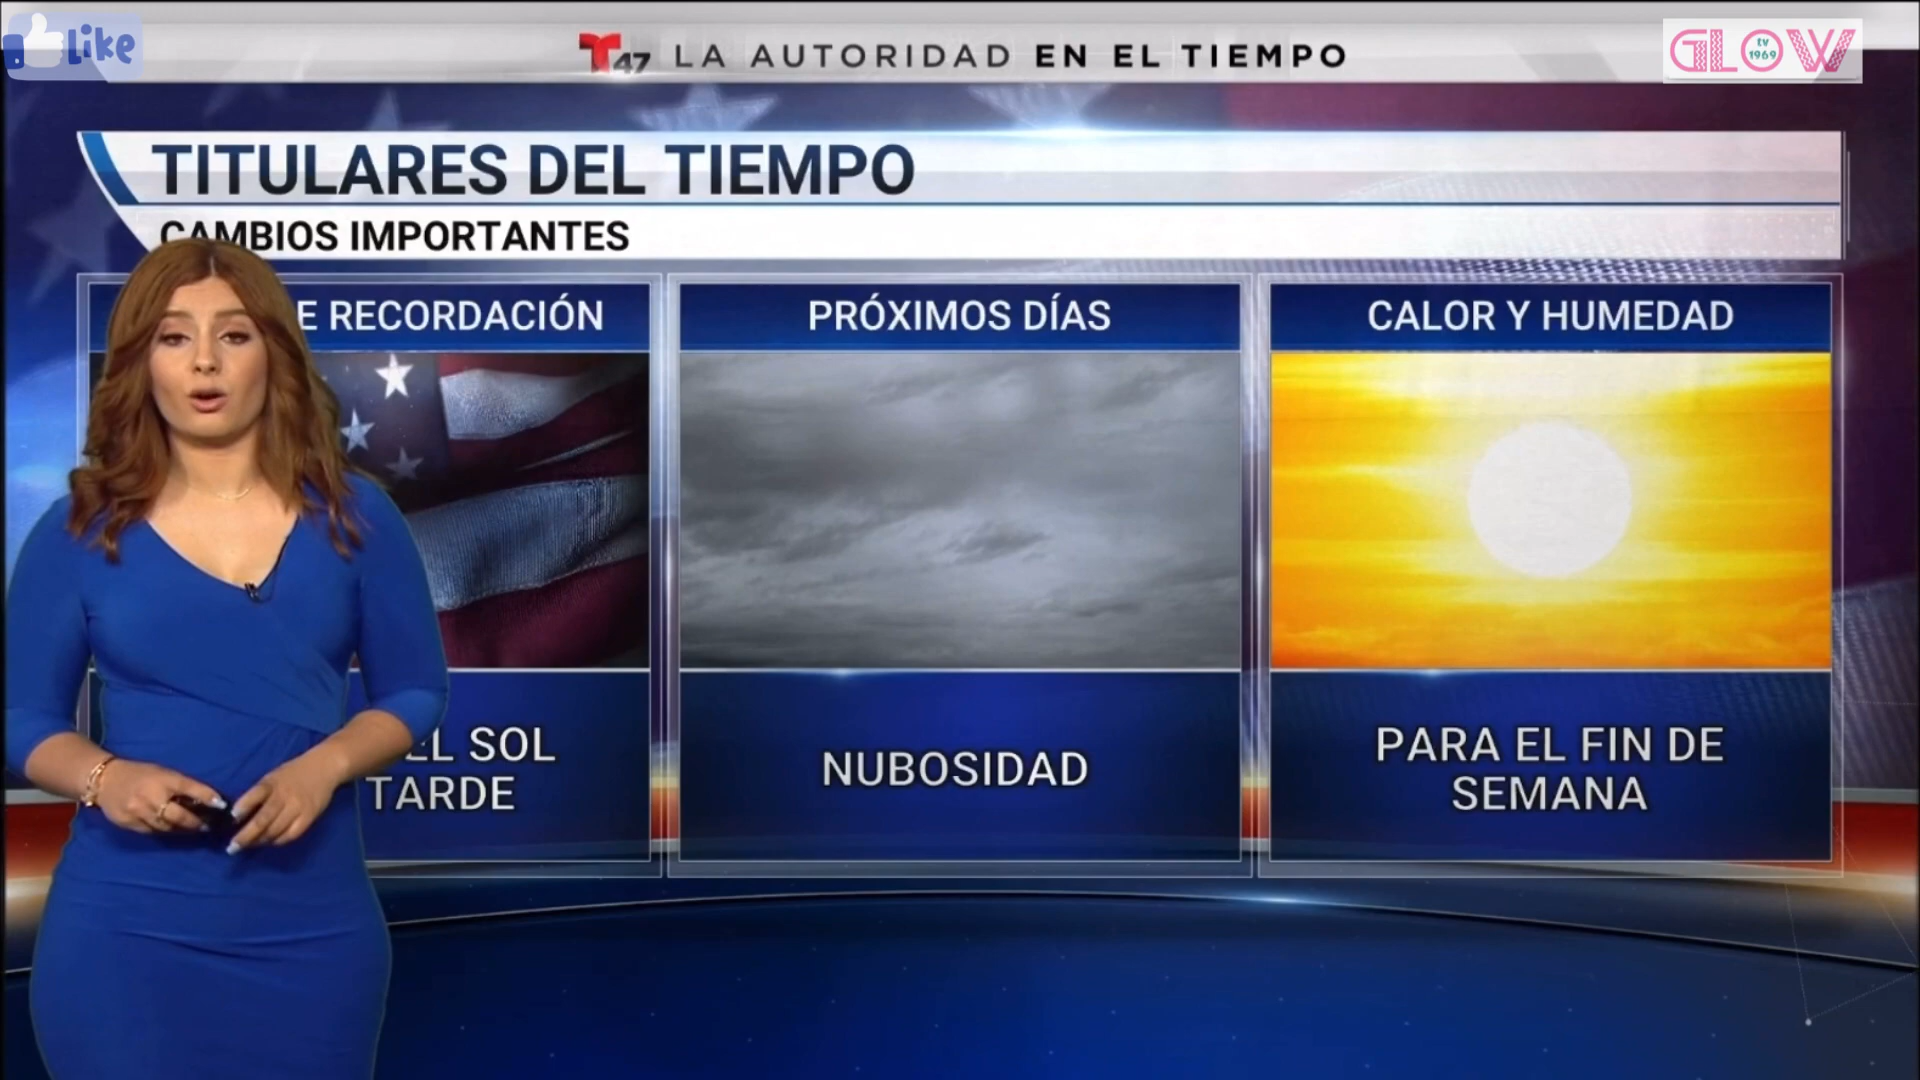 Like
T47 LA AUTORIDAD EN EL TIEMPO
GLOW
tv
1969
TITULARES DEL TIEMPO
CAMBIOS IMPORTANTES
E RECORDACIÓN
PRÓXIMOS DÍAS
CALOR Y HUMEDAD
EL SOL
TARDE
NUBOSIDAD
PARA EL FIN DE
SEMANA